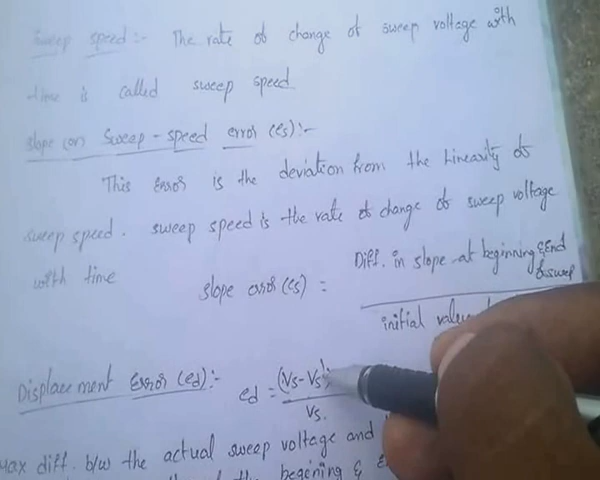 Sweep speed:- The rate of change of sweep voltage with
time is called sweep speed.
slope (or) Sweep-speed error (es):-
This Error is the deviation from the linearity of
sweep speed. sweep speed is the rate of change of sweep voltage
with time
slope error (es) = Diff. in slope at beginning & End of sweep
initial value
Displacement Error (ed):- ed = (Vs-Vs')
Vs.
max diff. b/w the actual sweep voltage and
the begening &